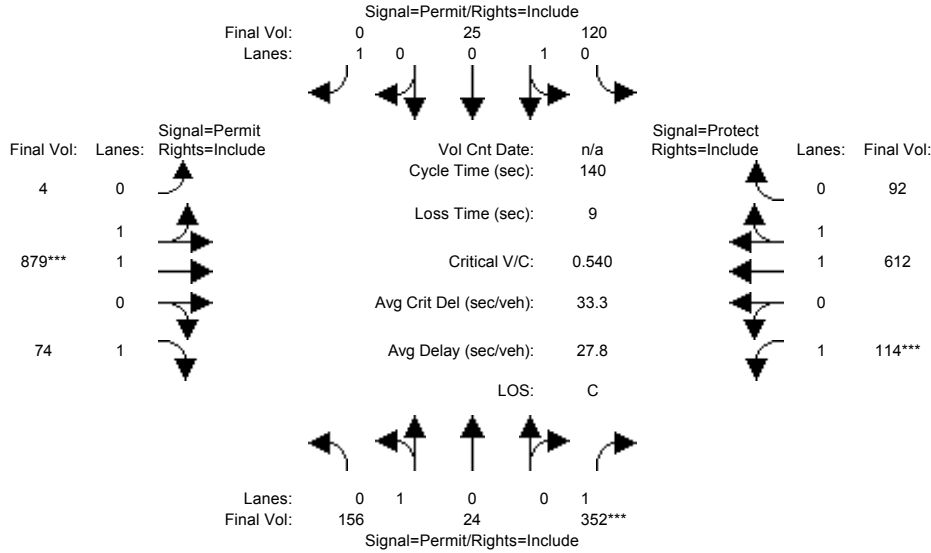 Signal=Permit/Rights=Include
Final Vol: 0 25 120
Lanes: 1 0 0 1 0
Signal=Permit
Final Vol: Lanes: Rights=Include
Vol Cnt Date: n/a
Signal=Protect
Rights=Include Lanes: Final Vol:
Cycle Time (sec): 140
4 0
0 92
Loss Time (sec): 9
1
1
879*** 1
Critical V/C: 0.540
1 612
0
Avg Crit Del (sec/veh): 33.3
0
74 1
Avg Delay (sec/veh): 27.8
1 114***
LOS: C
Lanes: 0 1 0 0 1
Final Vol: 156 24 352***
Signal=Permit/Rights=Include